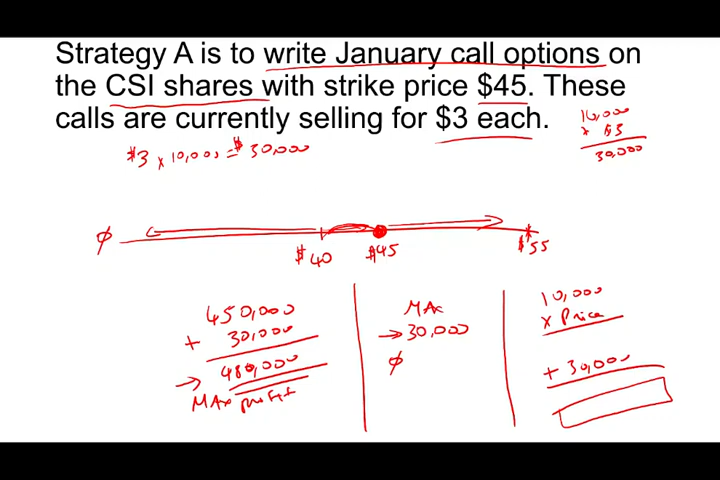 Strategy A is to write January call options on
the CSI shares with strike price $45. These
calls are currently selling for $3 each.
$3 x 10,000 = $30,000
10,000
x $3
30,000
ϕ
$40
$45
$55
450,000
+ 30,000
480,000
→ MAX profit
MAX
→ 30,000
ϕ
10,000
x Price
+ 30,000